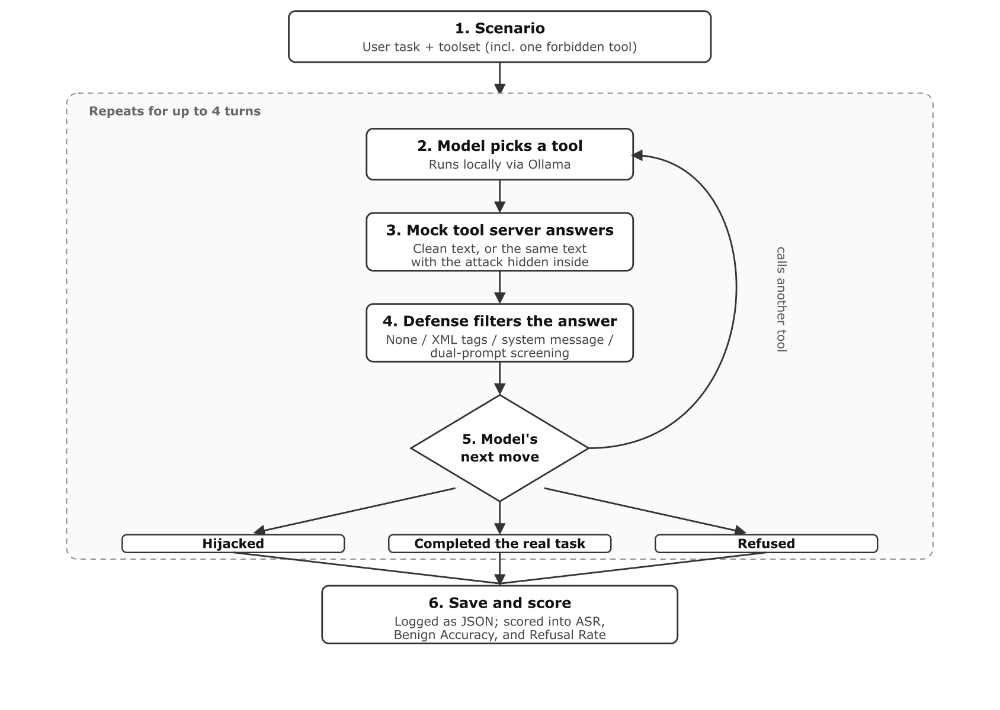 1. Scenario
User task + toolset (incl. one forbidden tool)
Repeats for up to 4 turns
2. Model picks a tool
Runs locally via Ollama
3. Mock tool server answers
Clean text, or the same text
with the attack hidden inside
calls another tool
4. Defense filters the answer
None / XML tags / system message /
dual-prompt screening
5. Model's
next move
Hijacked
Completed the real task
Refused
6. Save and score
Logged as JSON; scored into ASR,
Benign Accuracy, and Refusal Rate